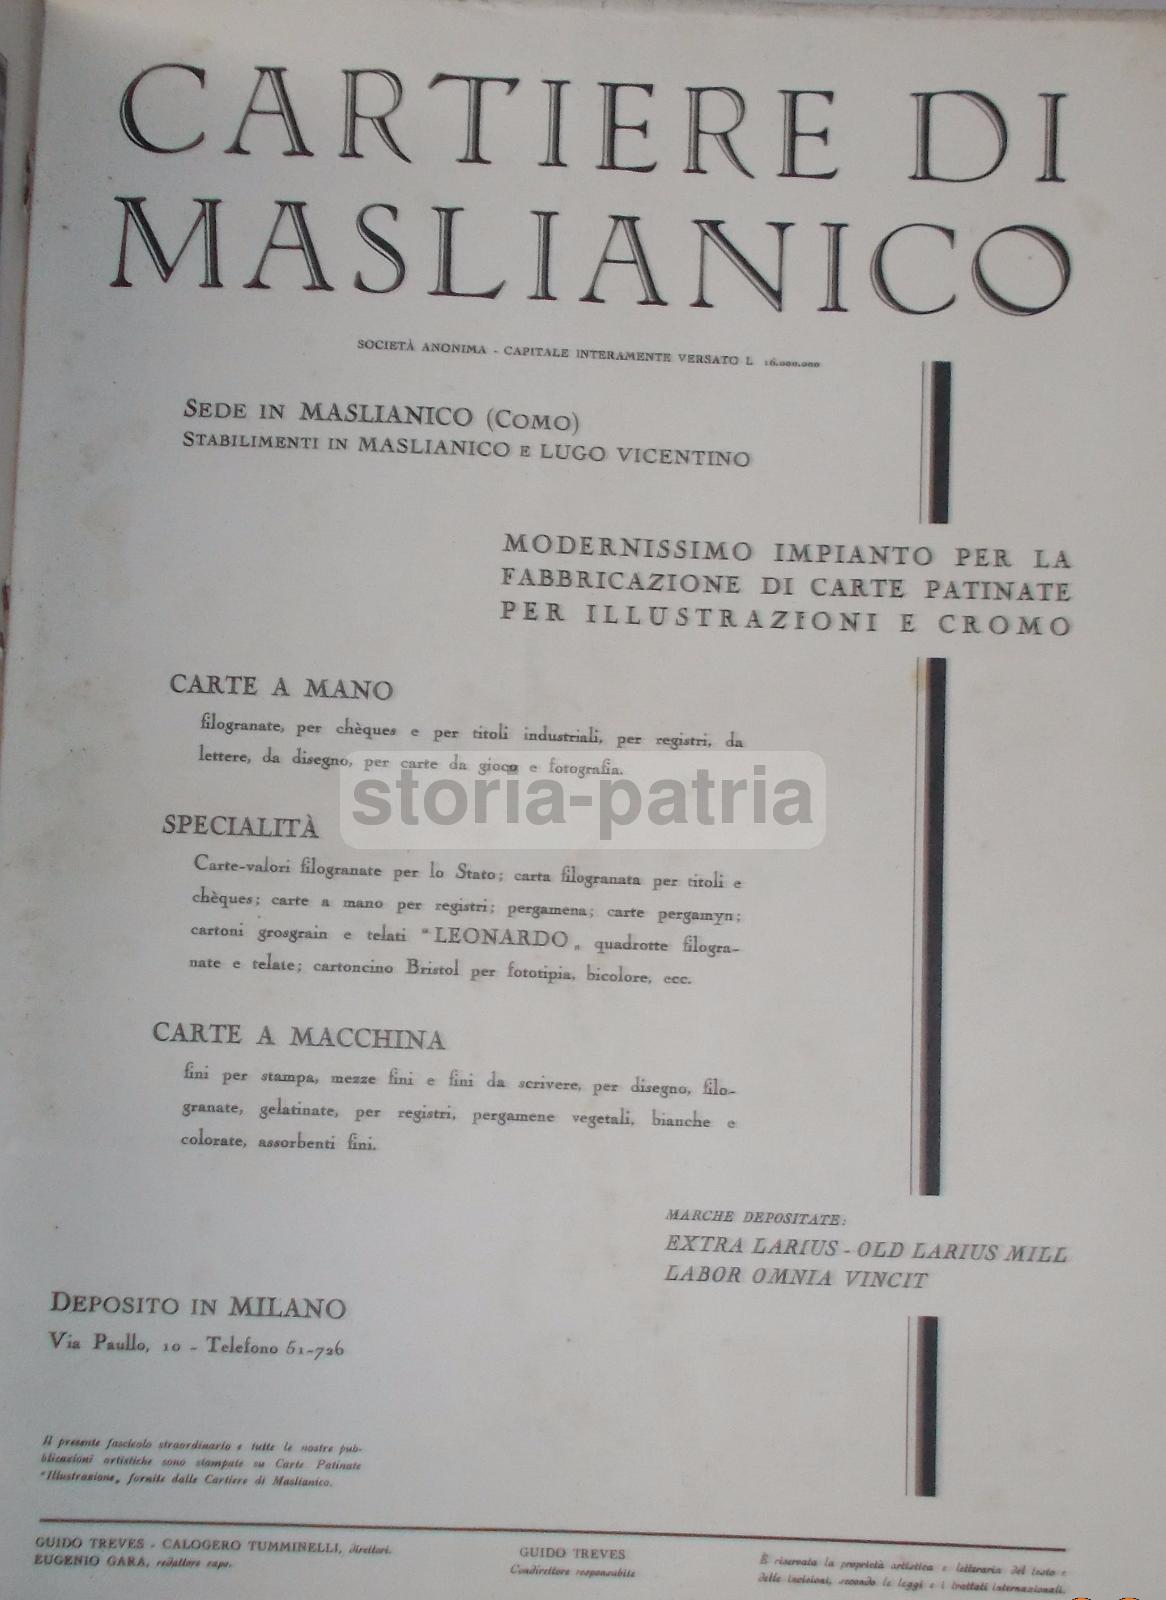 CARTIERE DI
MASLIANICO
SOCIETÀ ANONIMA - CAPITALE INTERAMENTE VERSATO L 16.000.000
SEDE IN MASLIANICO (COMO)
STABILIMENTI IN MASLIANICO E LUGO VICENTINO
MODERNISSIMO IMPIANTO PER LA
FABBRICAZIONE DI CARTE PATINATE
PER ILLUSTRAZIONI E CROMO
CARTE A MANO
filogranate, per chèques e per titoli industriali, per registri, da
lettere, da disegno, per carte da gioco e fotografia.
storia-patria
SPECIALITÀ
Carte-valori filogranate per lo Stato; carta filogranata per titoli e
chèques; carte a mano per registri; pergamena; carte pergamyn;
cartoni grosgrain e telati "LEONARDO„ quadrotte filogra-
nate e telate; cartoncino Bristol per fototipia, bicolore, ecc.
CARTE A MACCHINA
fini per stampa, mezze fini e fini da scrivere, per disegno, filo-
granate, gelatinate, per registri, pergamene vegetali, bianche e
colorate, assorbenti fini.
MARCHE DEPOSITATE:
EXTRA LARIUS - OLD LARIUS MILL
LABOR OMNIA VINCIT
DEPOSITO IN MILANO
Via Paullo, 10 - Telefono 51-726
Il presente fascicolo straordinario e tutte le nostre pub-
blicazioni artistiche sono stampate su Carte Patinate
"Illustrazione„ fornite dalle Cartiere di Maslianico.
GUIDO TREVES - CALOGERO TUMMINELLI, direttori.
EUGENIO GARA, redattore capo.
GUIDO TREVES
Condirettore responsabile
È riservata la proprietà artistica e letteraria del testo e
delle incisioni, secondo le leggi e i trattati internazionali.